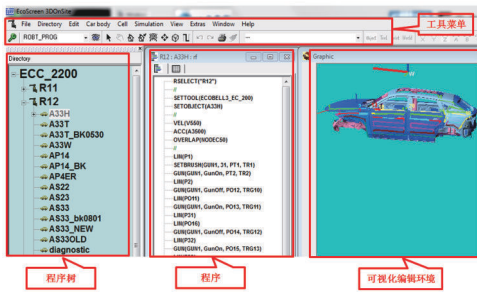 EcoScreen 3DOnSite
File Directory Edit Car body Cell Simulation View Extras Window Help
工具菜单
ROBT_PROG
Directory
R12 : A33H : rf
Graphic
ECC_2200
R11
R12
A33H
A33T
A33T_BK0530
A33W
AP14
AP14_BK
AP4ER
AS22
AS23
AS33
AS33_bk0801
AS33_NEW
AS33OLD
diagnostic
RSELECT("R12")
//
SETTOOL(ECOBELL3_EC_200)
SETOBJECT(A33H)
//
VEL(V550)
ACC(A3500)
OVERLAP(NODEC50)
//
LIN(P1)
SETBRUSH(GUN1, 31, PT1, TR1)
GUN(GUN1, GunOn, PT2, TR2)
LIN(P2)
GUN(GUN1, GunOff, PO12, TRG10)
LIN(PO11)
GUN(GUN1, GunOn, PO13, TRG11)
LIN(P31)
LIN(PO16)
GUN(GUN1, GunOff, PO14, TRG12)
LIN(P32)
GUN(GUN1, GunOn, PO15, TRG13)
程序树
程序
可视化编辑环境